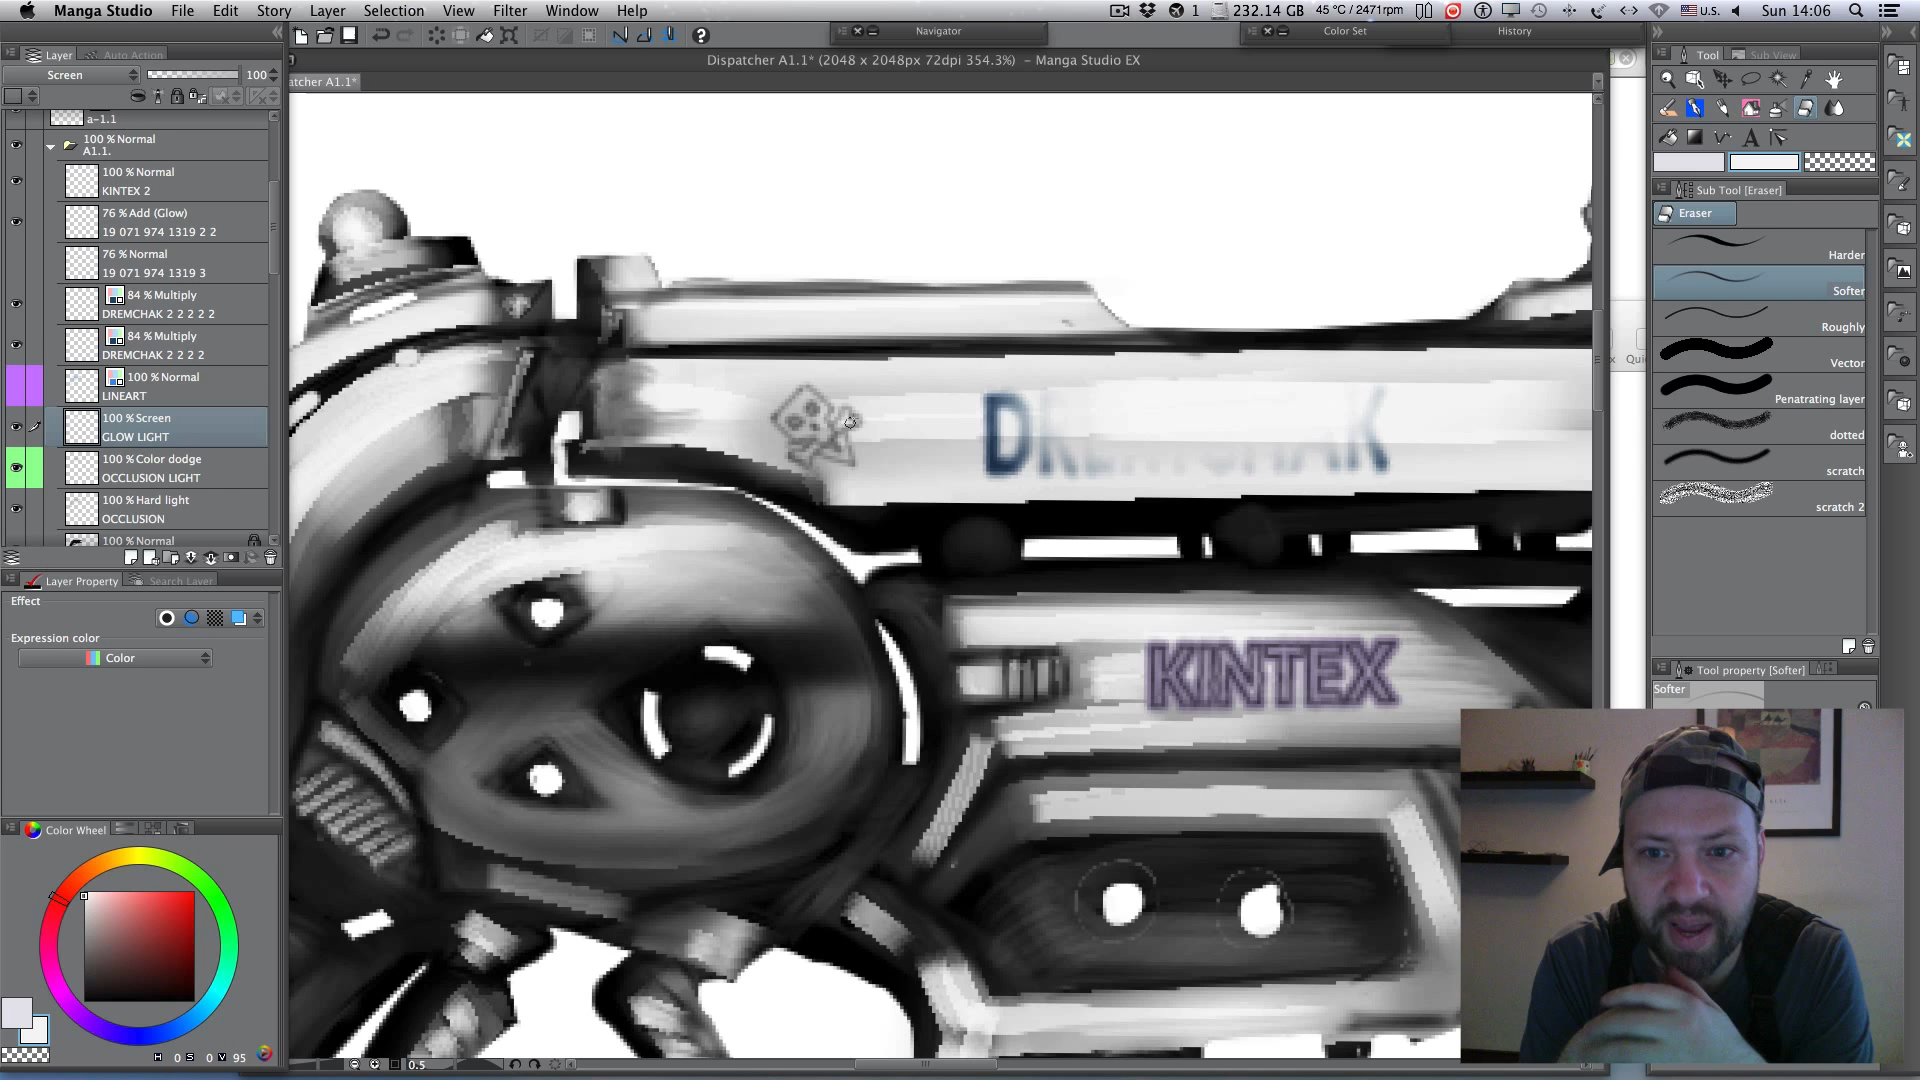 Manga Studio File Edit Story Layer Selection View Filter Window Help 1 232.14 GB 45 °C / 2471rpm U.S. Sun 14:06
Layer Auto Action
Navigator Color Set History
Tool Sub View
Screen 100
Dispatcher A1.1* (2048 x 2048px 72dpi 354.3%) - Manga Studio EX
atcher A1.1*
a-1.1
100 % Normal
A1.1.
100 % Normal
KINTEX 2
76 % Add (Glow)
19 071 974 1319 2 2
76 % Normal
19 071 974 1319 3
84 % Multiply
DREMCHAK 2 2 2 2 2
84 % Multiply
DREMCHAK 2 2 2 2
100 % Normal
LINEART
100 % Screen
GLOW LIGHT
100 % Color dodge
OCCLUSION LIGHT
100 % Hard light
OCCLUSION
100 % Normal
Layer Property Search Layer
Effect
Expression color
Color
Color Wheel
H 0 S 0 V 95
DREMCHAK
KINTEX
0.5
Sub Tool [Eraser]
Eraser
Harder
Softer
Roughly
Vector
Penatrating layer
dotted
scratch
scratch 2
Tool property [Softer]
Softer